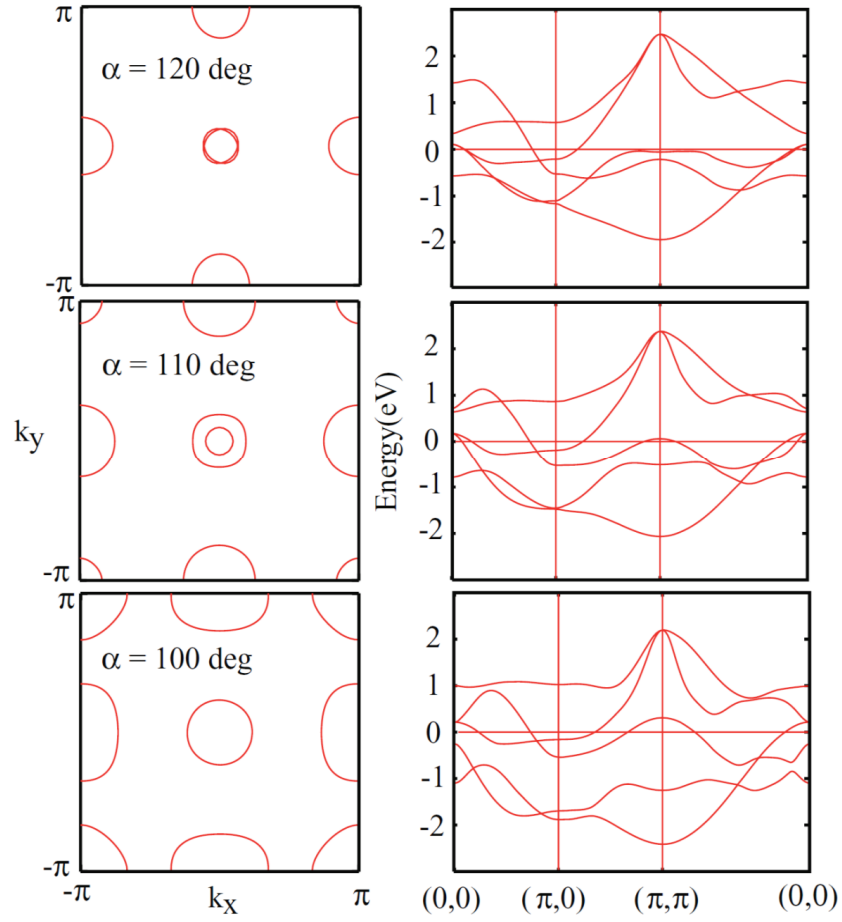 π
α = 120 deg
-π
2
1
0
-1
-2
π
α = 110 deg
ky
-π
Energy(eV)
2
1
0
-1
-2
π
α = 100 deg
-π
-π
kx
π
2
1
0
-1
-2
(0,0)
(π,0)
(π,π)
(0,0)